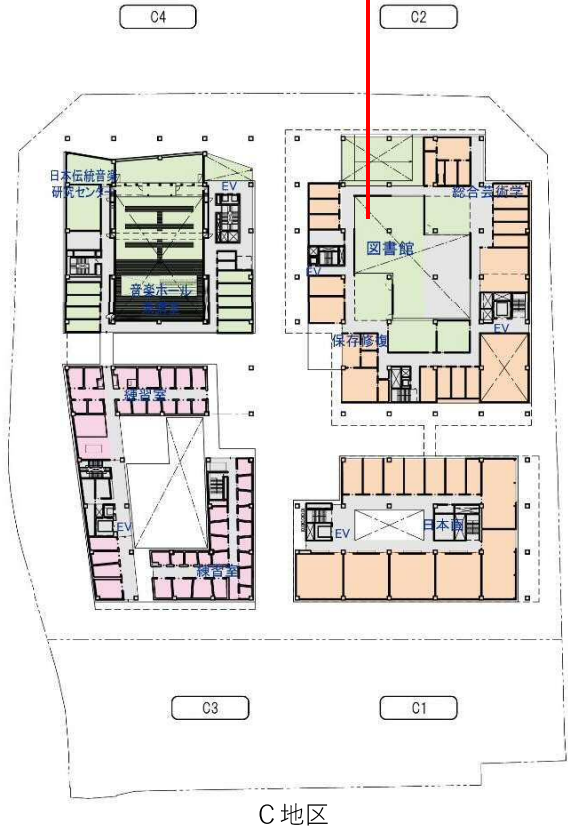 C4
C2
日本伝統音楽
研究センター
EV
総合芸術学
図書館
EV
音楽ホール
EV
保存修復
練習室
EV
EV
日本画
練習室
C3
C1
C地区